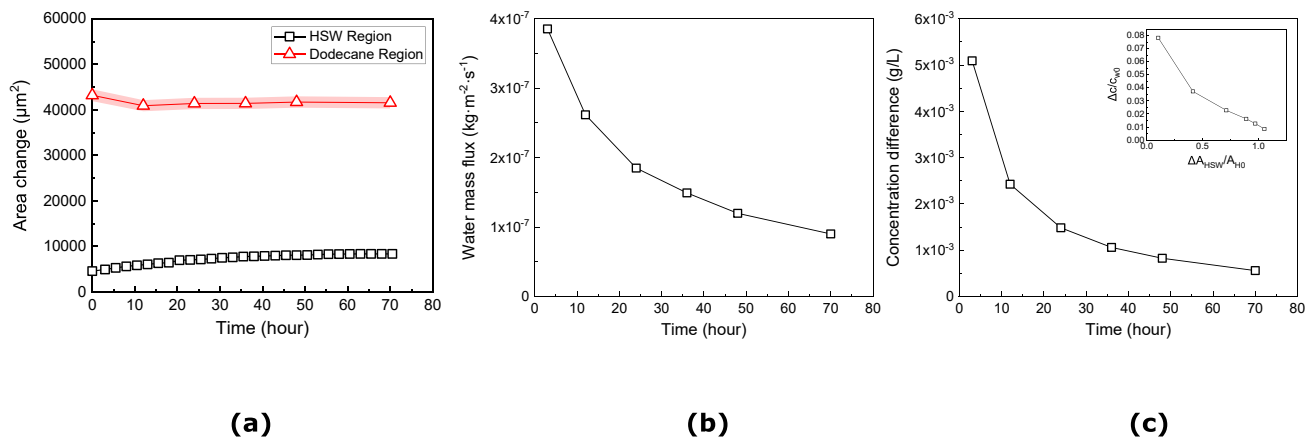 60000
50000
40000
30000
20000
10000
0
Area change (μm²)
HSW Region
Dodecane Region
0 10 20 30 40 50 60 70 80
Time (hour)
(a)
4x10⁻⁷
3x10⁻⁷
2x10⁻⁷
1x10⁻⁷
0
Water mass flux (kg·m⁻²·s⁻¹)
0 10 20 30 40 50 60 70 80
Time (hour)
(b)
6x10⁻³
5x10⁻³
4x10⁻³
3x10⁻³
2x10⁻³
1x10⁻³
0
Concentration difference (g/L)
0.08
0.07
0.06
0.05
0.04
0.03
0.02
0.01
0.00
Δc/c_w0
0.0 0.5 1.0
ΔA_HSW/A_H0
0 10 20 30 40 50 60 70 80
Time (hour)
(c)